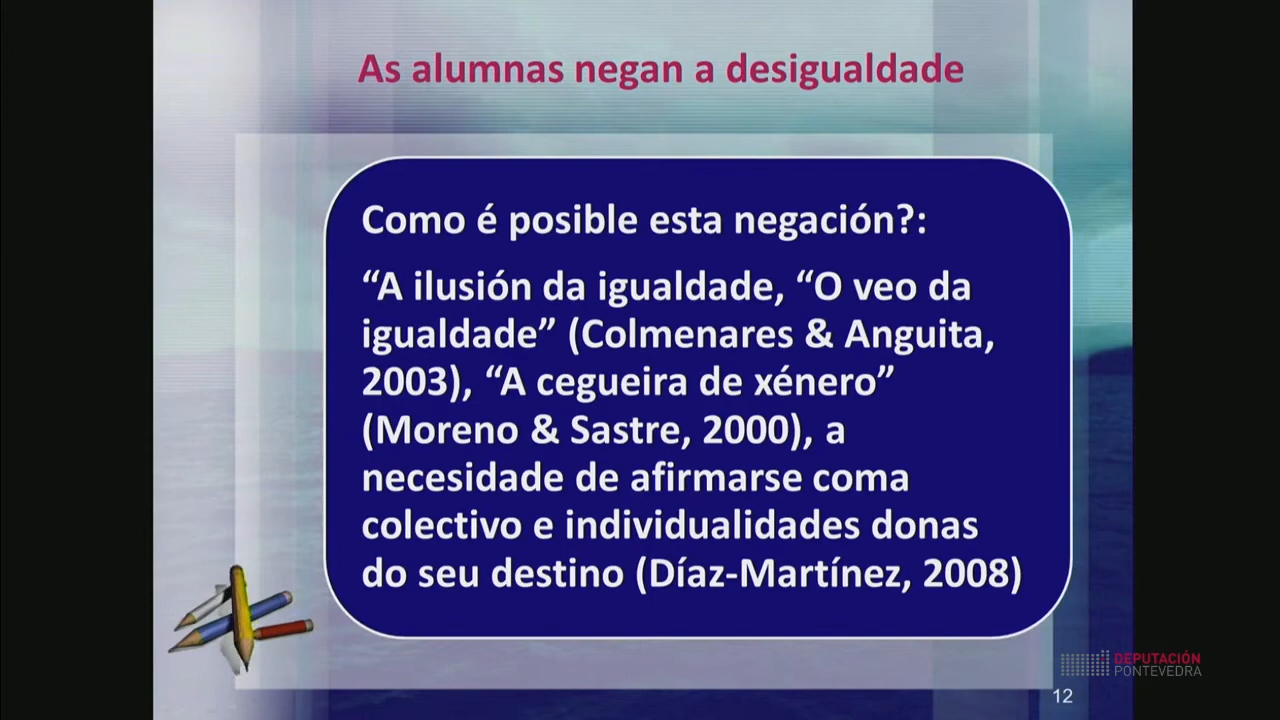 As alumnas negan a desigualdade
Como é posible esta negación?:
“A ilusión da igualdade, “O veo da
igualdade” (Colmenares & Anguita,
2003), “A cegueira de xénero”
(Moreno & Sastre, 2000), a
necesidade de afirmarse coma
colectivo e individualidades donas
do seu destino (Díaz-Martínez, 2008)
DEPUTACIÓN
PONTEVEDRA
12